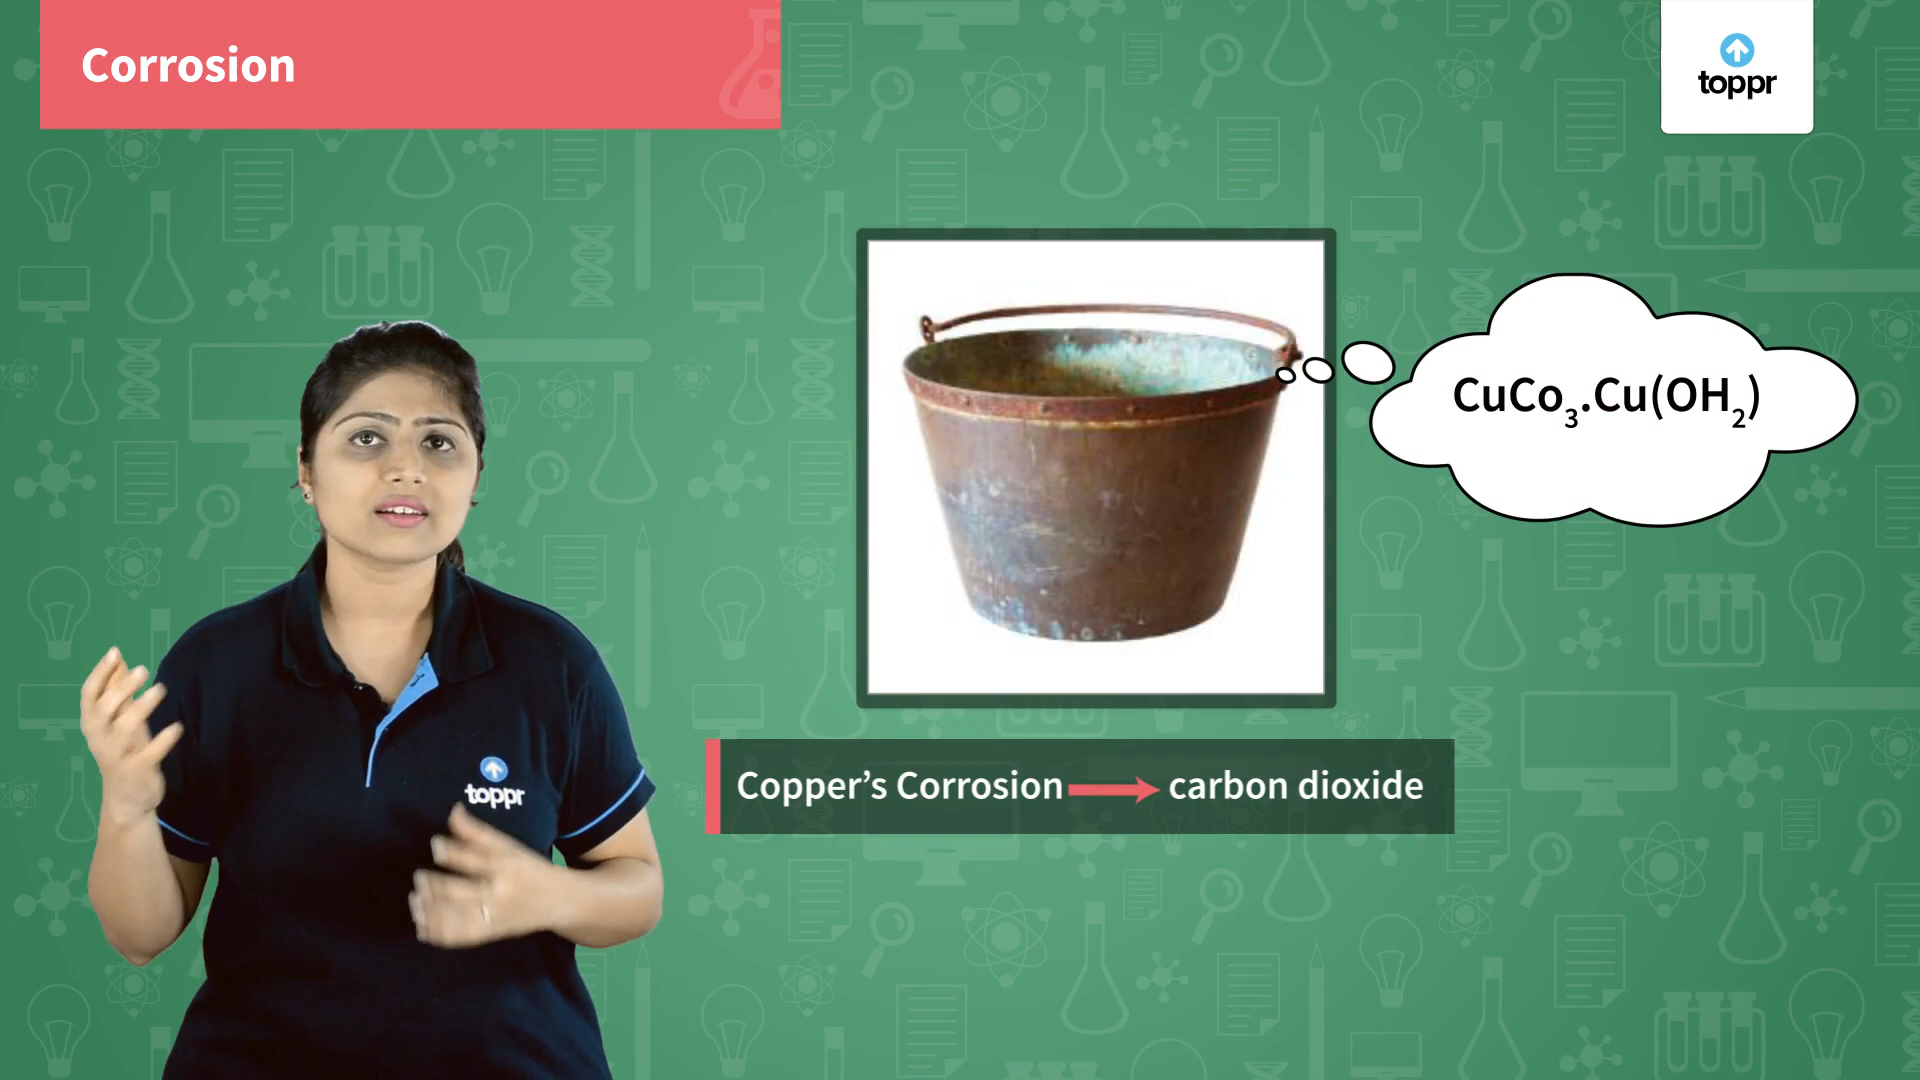 Corrosion
toppr
CuCo₃.Cu(OH₂)
toppr
Copper’s Corrosion → carbon dioxide